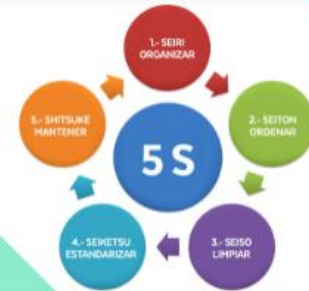 1.- SEIRI
ORGANIZAR
2.- SEITON
ORDENAR
3.- SEISO
LIMPIAR
4.- SEIKETSU
ESTANDARIZAR
5.- SHITSUKE
MANTENER
5 S